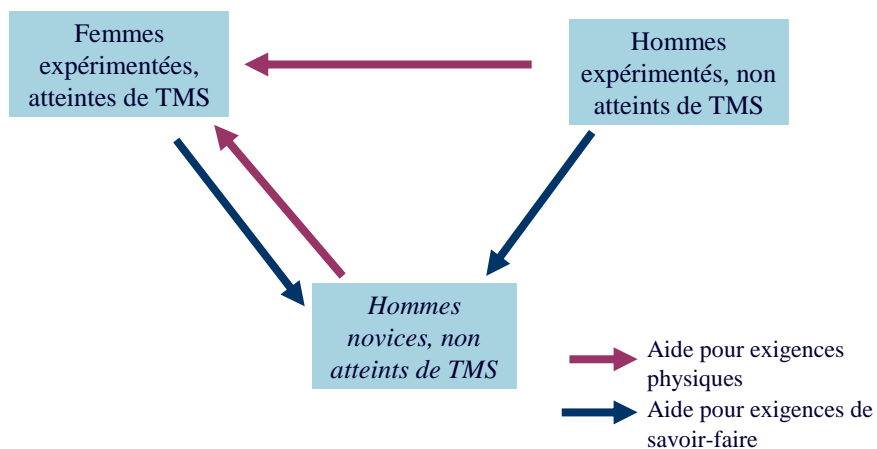 Femmes
expérimentées,
atteintes de TMS
Hommes
expérimentés, non
atteints de TMS
Hommes
novices, non
atteints de TMS
Aide pour exigences
physiques
Aide pour exigences de
savoir-faire